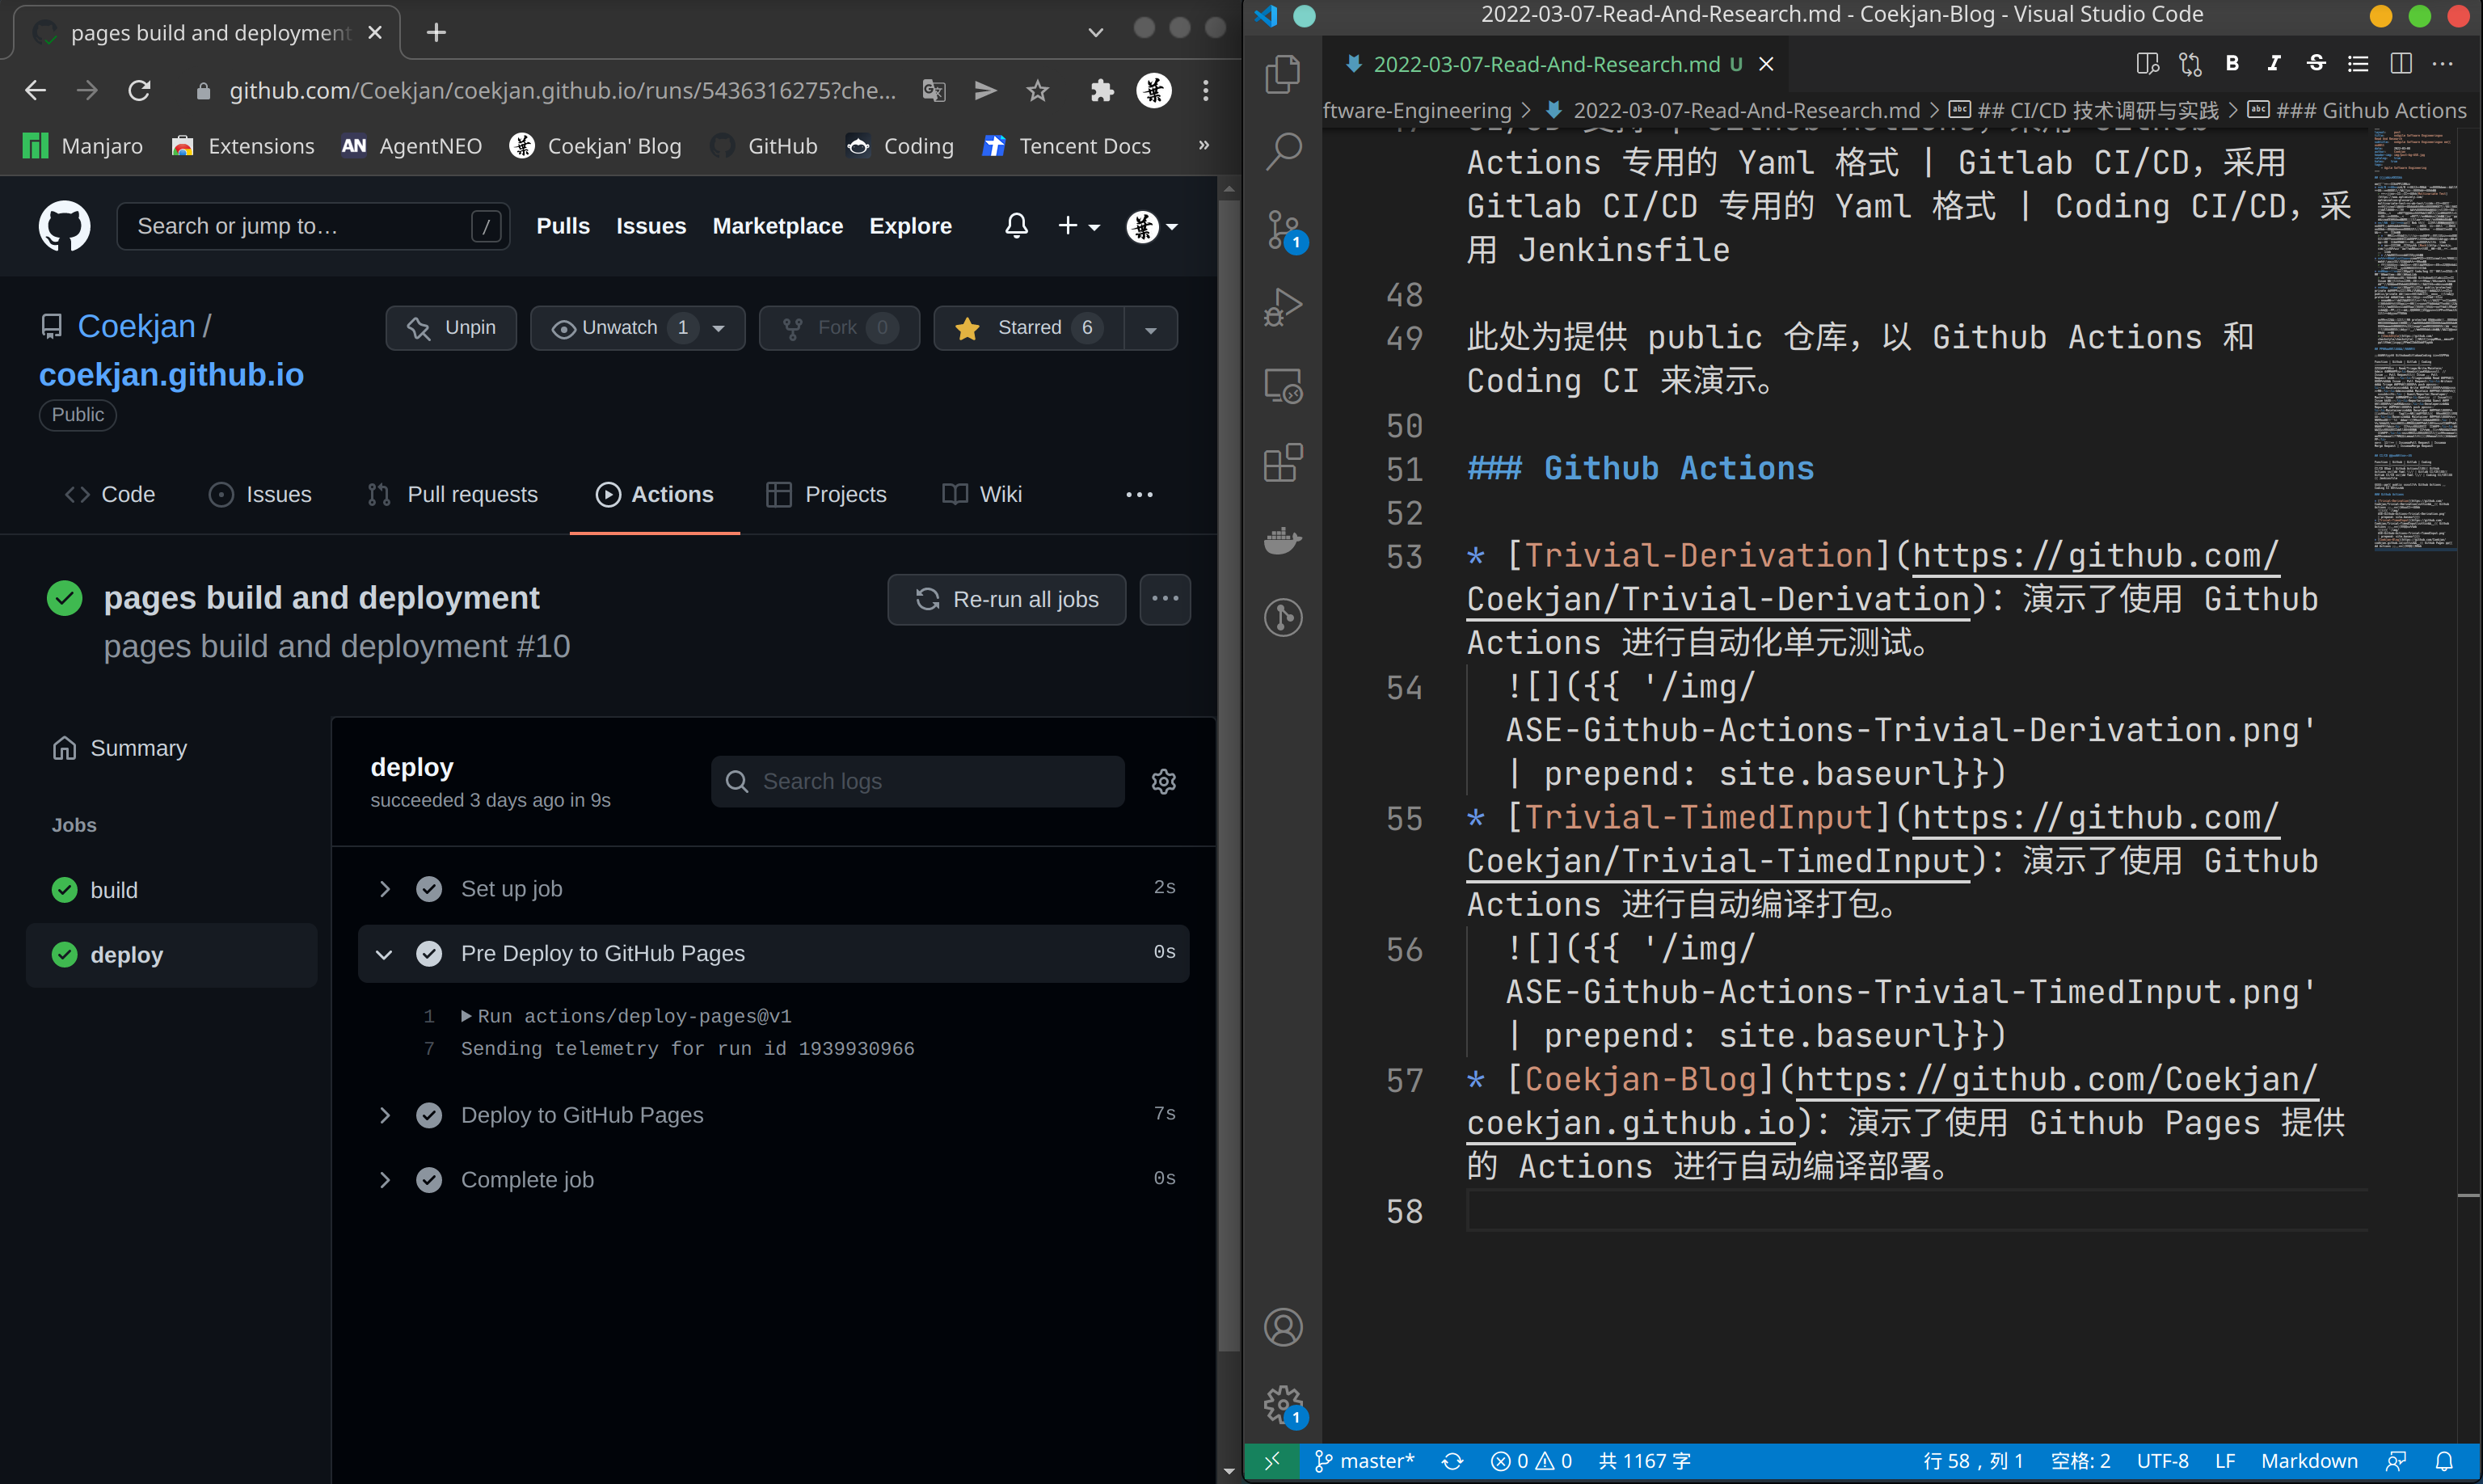 pages build and deployment
github.com/Coekjan/coekjan.github.io/runs/5436316275?che...
Manjaro
Extensions
AN AgentNEO
葉 Coekjan' Blog
GitHub
Coding
Tencent Docs
»
Search or jump to...
/
Pulls
Issues
Marketplace
Explore
Coekjan /
coekjan.github.io
Public
Unpin
Unwatch 1
Fork 0
Starred 6
Code
Issues
Pull requests
Actions
Projects
Wiki
pages build and deployment
pages build and deployment #10
Re-run all jobs
Summary
Jobs
build
deploy
deploy
succeeded 3 days ago in 9s
Search logs
Set up job 2s
Pre Deploy to GitHub Pages 0s
1 Run actions/deploy-pages@v1
7 Sending telemetry for run id 1939930966
Deploy to GitHub Pages 7s
Complete job 0s
2022-03-07-Read-And-Research.md - Coekjan-Blog - Visual Studio Code
2022-03-07-Read-And-Research.md U
ftware-Engineering > 2022-03-07-Read-And-Research.md > ## CI/CD 技术调研与实践 > ### Github Actions
Actions 专用的 Yaml 格式 | Gitlab CI/CD，采用
Gitlab CI/CD 专用的 Yaml 格式 | Coding CI/CD，采
用 Jenkinsfile
48
49 此处为提供 public 仓库，以 Github Actions 和
Coding CI 来演示。
50
51 ### Github Actions
52
53 * [Trivial-Derivation](https://github.com/
Coekjan/Trivial-Derivation)：演示了使用 Github
Actions 进行自动化单元测试。
54 ![]({{ '/img/
ASE-Github-Actions-Trivial-Derivation.png'
| prepend: site.baseurl}})
55 * [Trivial-TimedInput](https://github.com/
Coekjan/Trivial-TimedInput)：演示了使用 Github
Actions 进行自动编译打包。
56 ![]({{ '/img/
ASE-Github-Actions-Trivial-TimedInput.png'
| prepend: site.baseurl}})
57 * [Coekjan-Blog](https://github.com/Coekjan/
coekjan.github.io)：演示了使用 Github Pages 提供
的 Actions 进行自动编译部署。
58
1
1
master* 0 0 共 1167 字 行 58，列 1 空格: 2 UTF-8 LF Markdown